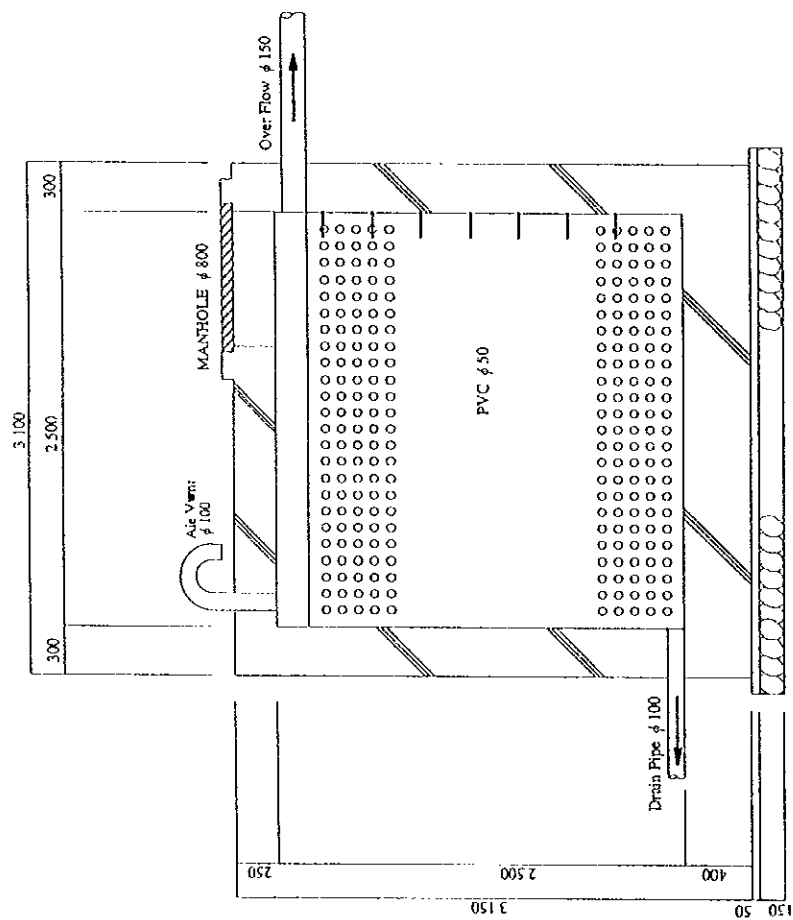 3 100
300
2 500
300
Air Vent
ϕ 100
MANHOLE ϕ 800
Over Flow ϕ 150
PVC ϕ 50
Drain Pipe ϕ 100
250
2.500
400
3 150
50
150